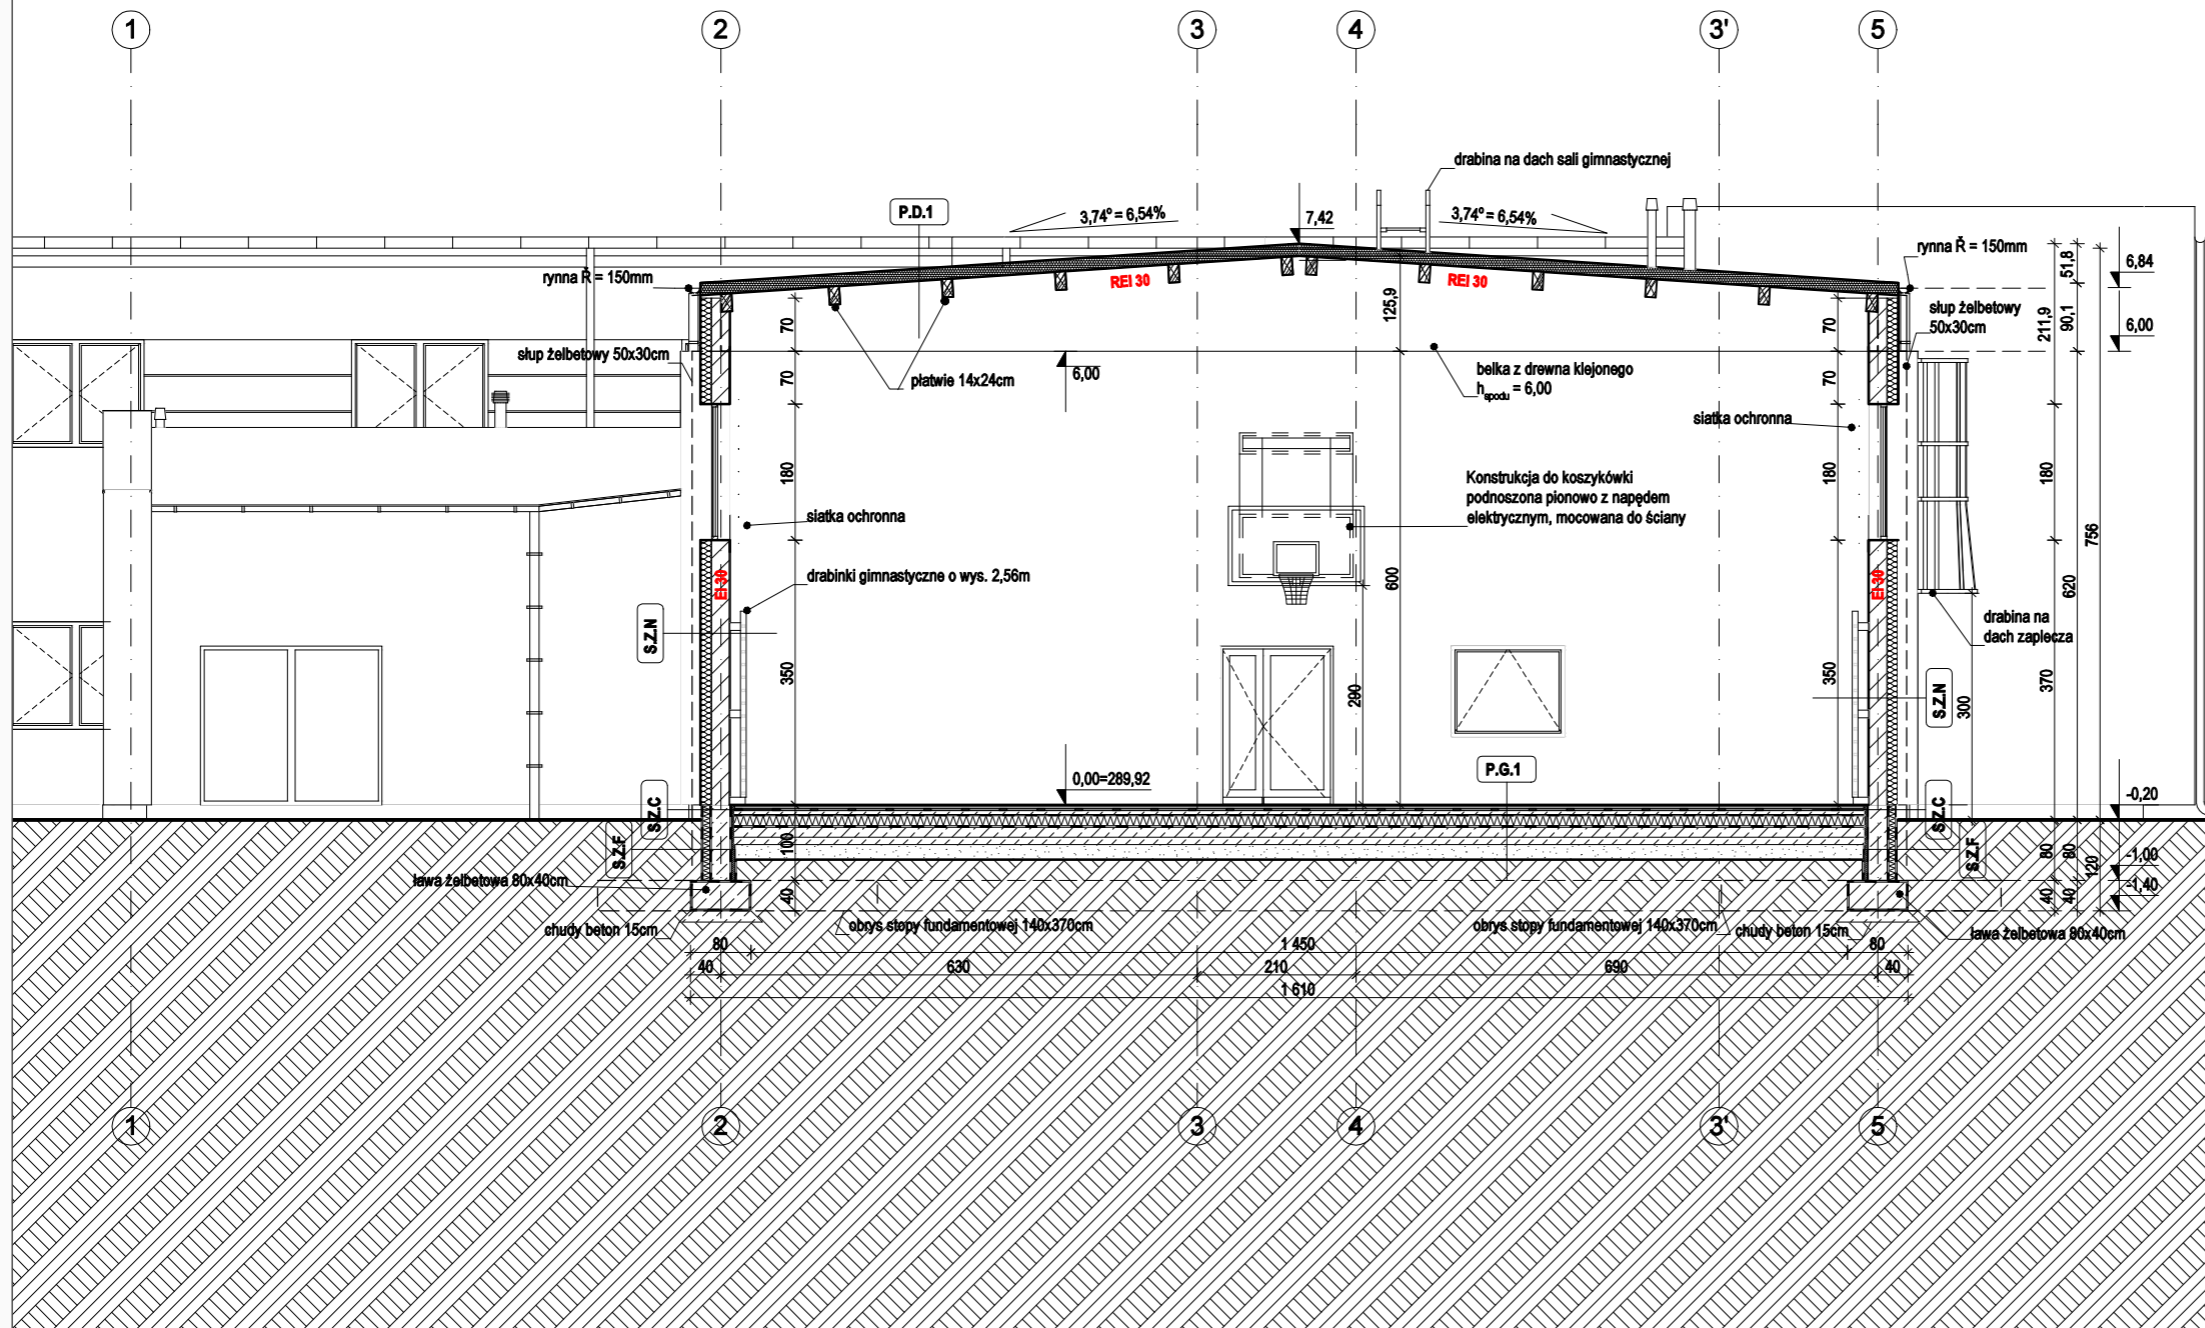 1
2
3
4
3'
5
drabina na dach sali gimnastycznej
P.D.1
3,74° = 6,54%
7,42
3,74° = 6,54%
rynna Ř = 150mm
rynna Ř = 150mm
REI 30
REI 30
51,8
6,84
słup żelbetowy
50x30cm
125,9
211,9
90,1
6,00
70
70
słup żelbetowy 50x30cm
6,00
płatwie 14x24cm
belka z drewna klejonego
hspodu = 6,00
70
70
siatka ochronna
180
180
180
Konstrukcja do koszykówki
podnoszona pionowo z napędem
elektrycznym, mocowana do ściany
siatka ochronna
756
drabinki gimnastyczne o wys. 2,56m
EI 30
EI 30
600
620
drabina na
dach zaplecza
S.Z.N
350
290
350
S.Z.N
300
370
P.G.1
0,00=289,92
-0,20
S.Z.C
S.Z.C
S.Z.F
S.Z.F
100
80
80
120
-1,00
ława żelbetowa 80x40cm
40
40
40
-1,40
chudy beton 15cm
obrys stopy fundamentowej 140x370cm
obrys stopy fundamentowej 140x370cm
chudy beton 15cm
ława żelbetowa 80x40cm
80
1 450
80
40
630
210
690
40
1 610
1
2
3
4
3'
5